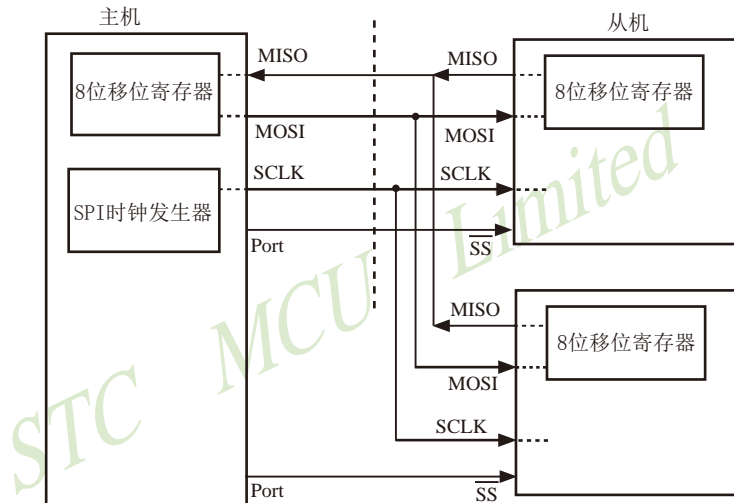 主机
从机
MISO
MISO
8位移位寄存器
8位移位寄存器
MOSI
MOSI
SCLK
SCLK
SPI时钟发生器
Port
SS
MISO
8位移位寄存器
MOSI
SCLK
Port
SS
STC MCU Limited